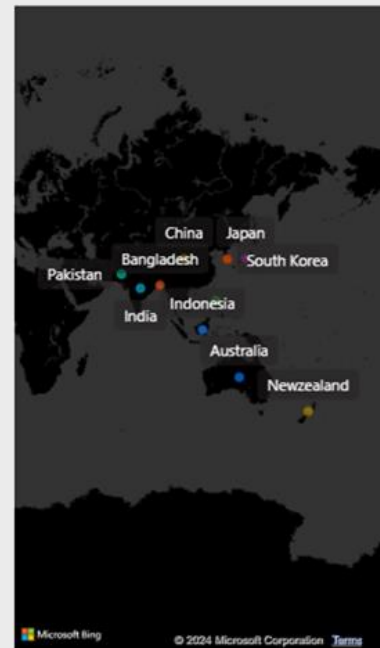 China
Japan
Bangladesh
South Korea
Pakistan
Indonesia
India
Australia
Newzealand
Microsoft Bing
© 2024 Microsoft Corporation Terms